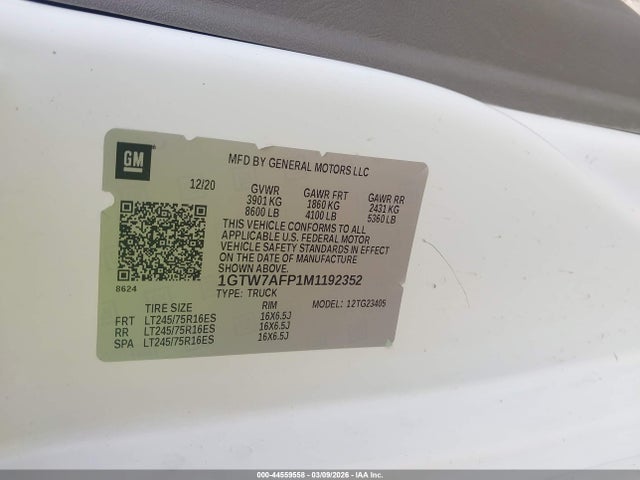 GM
MFD BY GENERAL MOTORS LLC
12/20 GVWR GAWR FRT GAWR RR
3901 KG 1860 KG 2431 KG
8600 LB 4100 LB 5360 LB
THIS VEHICLE CONFORMS TO ALL
APPLICABLE U.S. FEDERAL MOTOR
VEHICLE SAFETY STANDARDS IN EFFECT
ON THE DATE OF MANUFACTURE
SHOWN ABOVE.
8624
1GTW7AFP1M1192352
TYPE: TRUCK MODEL: 12TG23405
TIRE SIZE RIM
FRT LT245/75R16ES 16X6.5J
RR LT245/75R16ES 16X6.5J
SPA LT245/75R16ES 16X6.5J
000-44559558 | 03/09/2026 | IAA Inc.